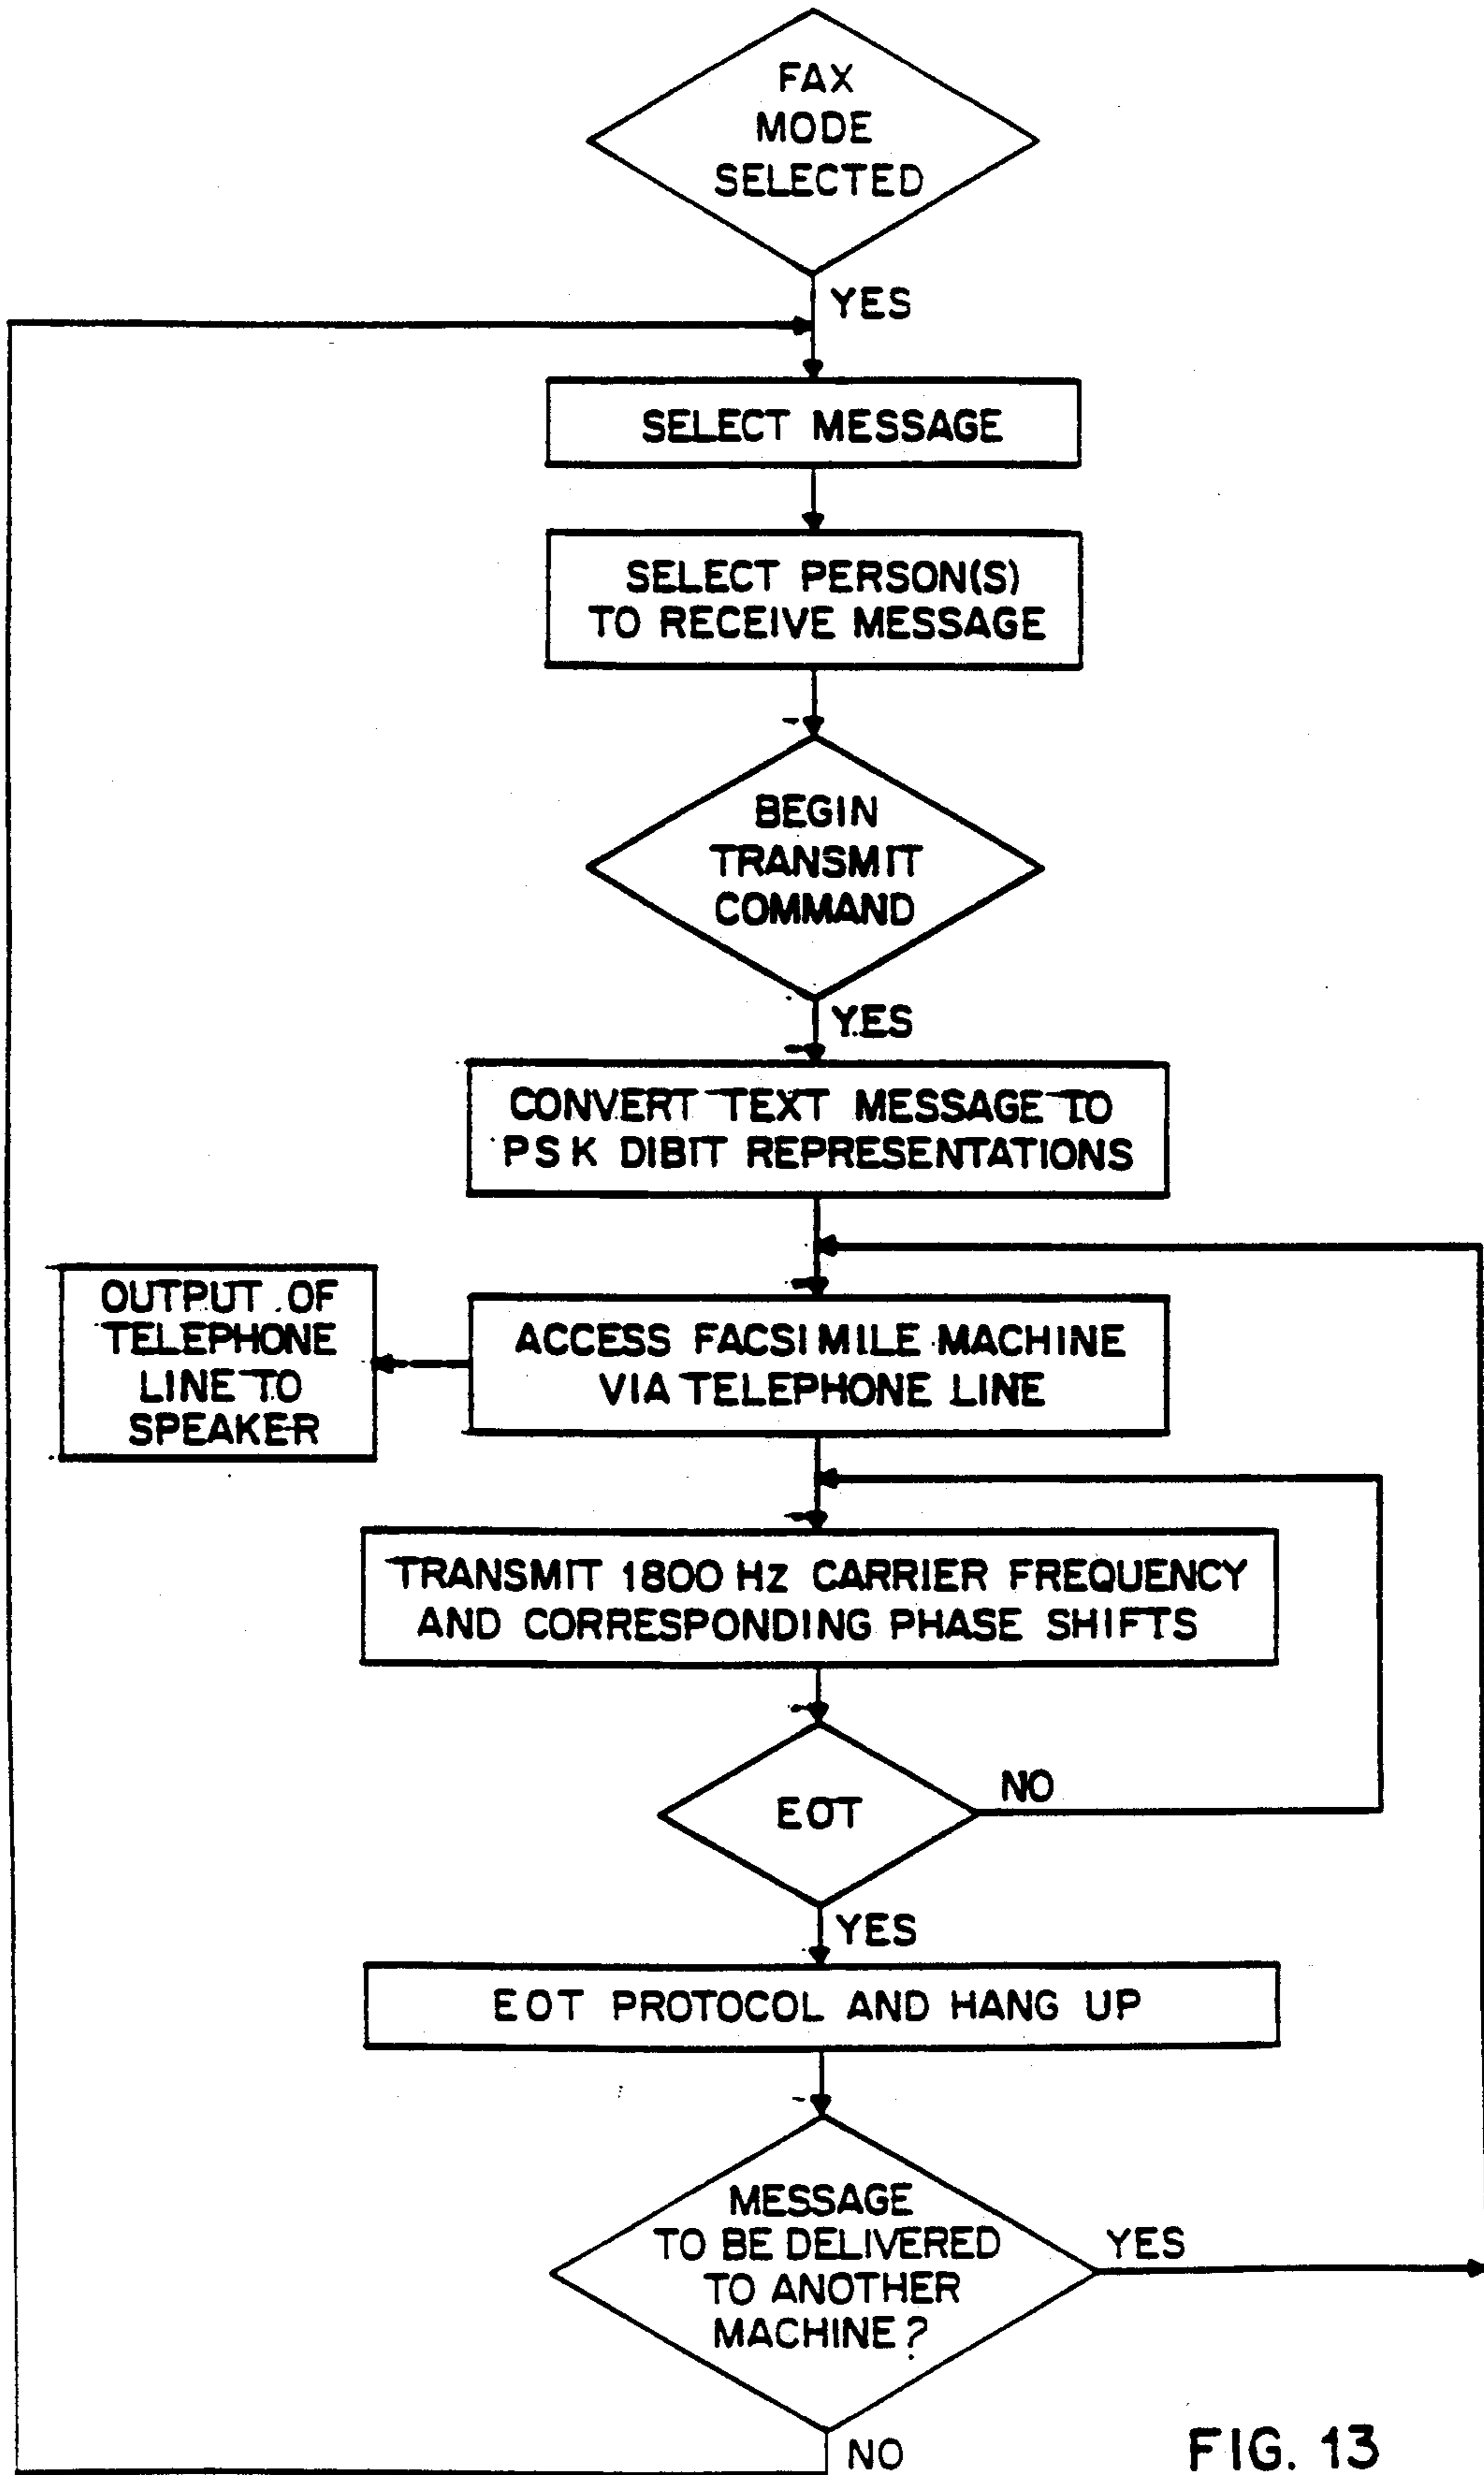 FAX
MODE
SELECTED
YES
SELECT MESSAGE
SELECT PERSON(S)
TO RECEIVE MESSAGE
BEGIN
TRANSMIT
COMMAND
YES
CONVERT TEXT MESSAGE TO
PSK DIBIT REPRESENTATIONS
OUTPUT OF
TELEPHONE
LINE TO
SPEAKER
ACCESS FACSIMILE MACHINE
VIA TELEPHONE LINE
TRANSMIT 1800 Hz CARRIER FREQUENCY
AND CORRESPONDING PHASE SHIFTS
EOT
NO
YES
EOT PROTOCOL AND HANG UP
MESSAGE
TO BE DELIVERED
TO ANOTHER
MACHINE?
YES
NO
FIG. 13